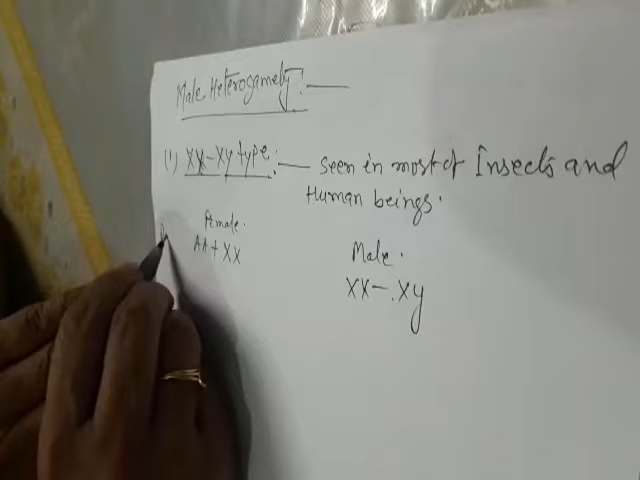 Male Heterogamety:—
(1) XX-XY type:— Seen in most of Insects and
Human beings.
Female.
AA+XX
Male.
XX-.Xy